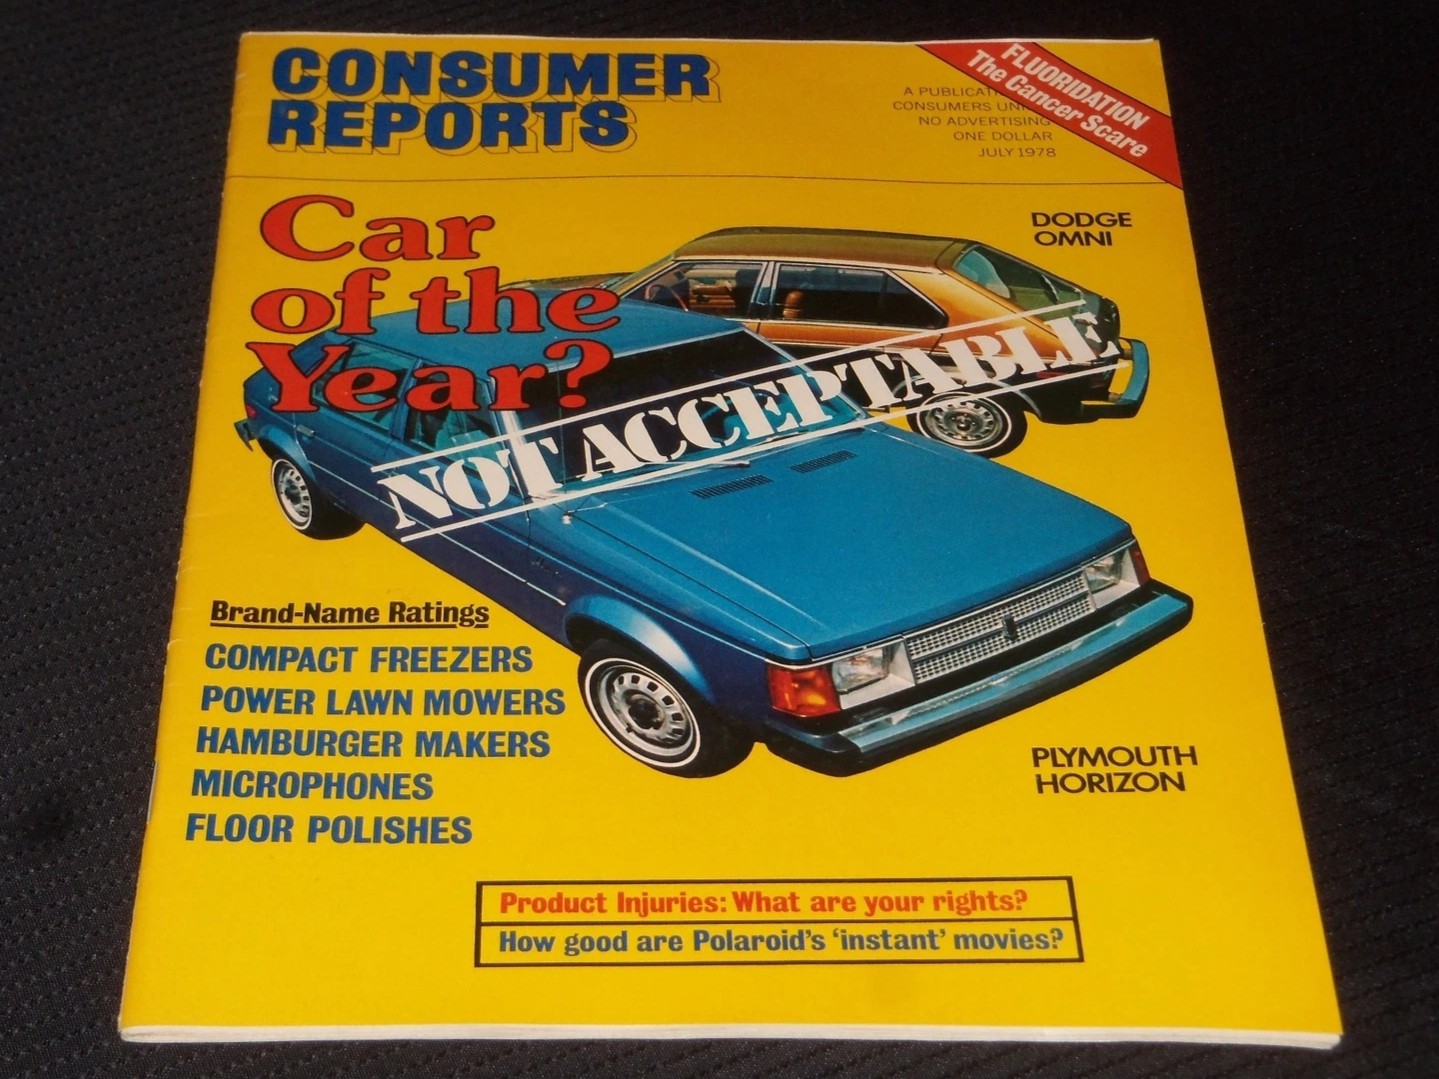 CONSUMER
REPORTS
FLUORIDATION
The Cancer Scare
A
CONSUMERS
NO ADVERTISING
ONE DOLLAR
JULY 1978
Car
of the
Year?
DODGE
OMNI
NOT ACCEPTABLE
Brand-Name Ratings
COMPACT FREEZERS
POWER LAWN MOWERS
HAMBURGER MAKERS
MICROPHONES
FLOOR POLISHES
PLYMOUTH
HORIZON
Product Injuries: What are your rights?
How good are Polaroid's 'instant' movies?